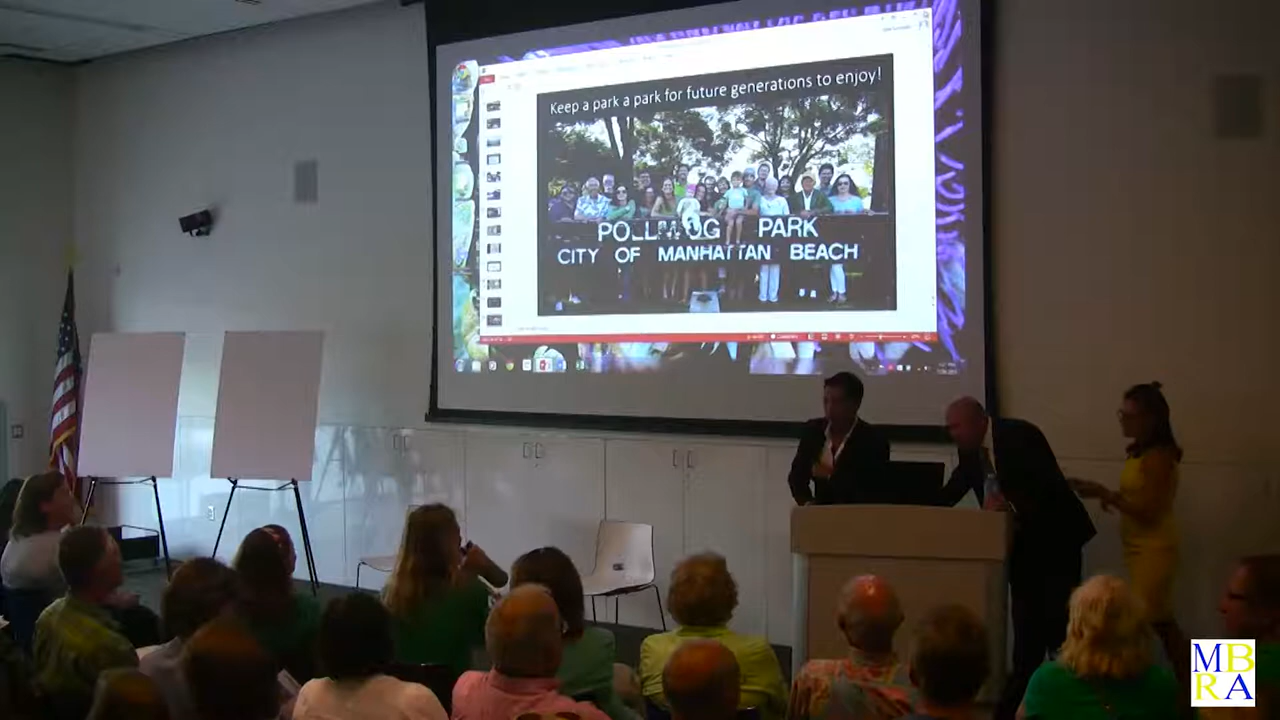 Keep a park a park for future generations to enjoy!
POLLIWOG PARK
CITY OF MANHATTAN BEACH
MB
RA